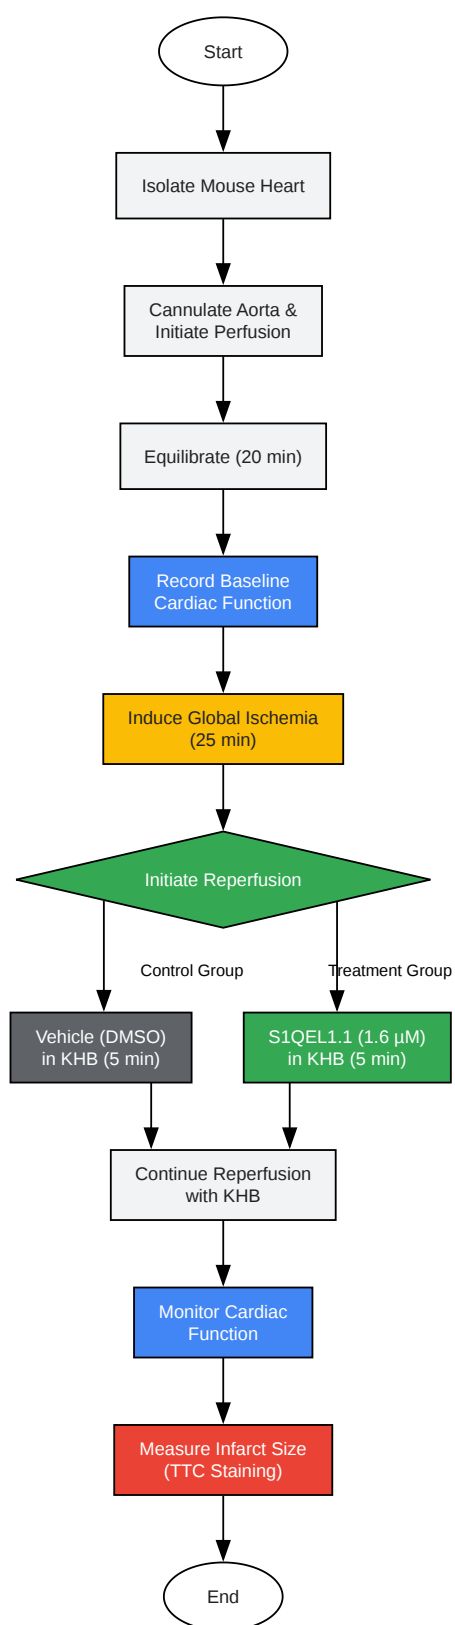 Start
Isolate Mouse Heart
Cannulate Aorta &
Initiate Perfusion
Equilibrate (20 min)
Record Baseline
Cardiac Function
Induce Global Ischemia
(25 min)
Initiate Reperfusion
Control Group
Treatment Group
Vehicle (DMSO)
in KHB (5 min)
S1QEL1.1 (1.6 µM)
in KHB (5 min)
Continue Reperfusion
with KHB
Monitor Cardiac
Function
Measure Infarct Size
(TTC Staining)
End